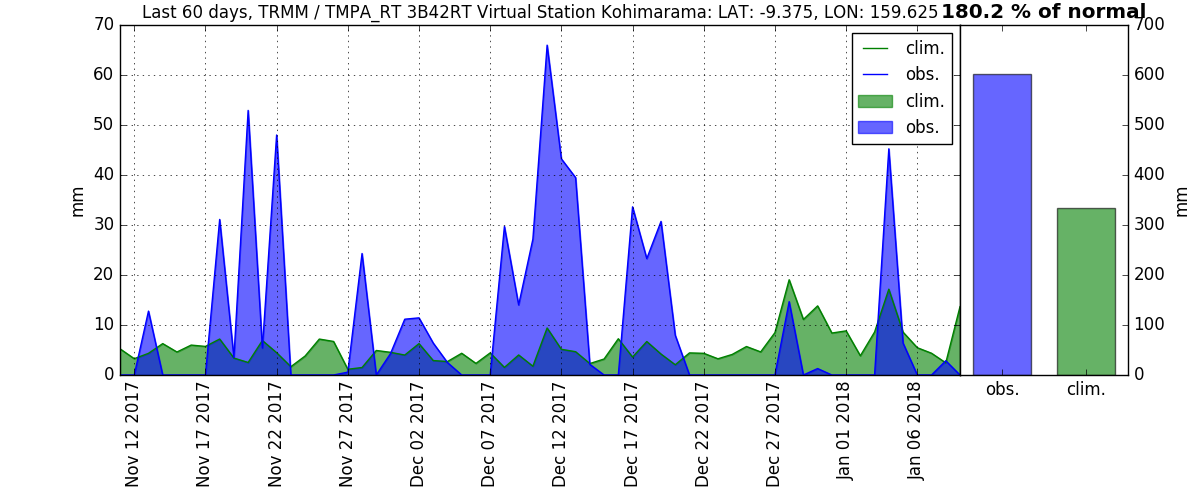 Last 60 days, TRMM / TMPA_RT 3B42RT Virtual Station Kohimarama: LAT: -9.375, LON: 159.625
180.2 % of normal
70
60
50
40
30
20
10
0
mm
clim.
obs.
clim.
obs.
Nov 12 2017
Nov 17 2017
Nov 22 2017
Nov 27 2017
Dec 02 2017
Dec 07 2017
Dec 12 2017
Dec 17 2017
Dec 22 2017
Dec 27 2017
Jan 01 2018
Jan 06 2018
700
600
500
400
300
200
100
0
mm
obs.
clim.